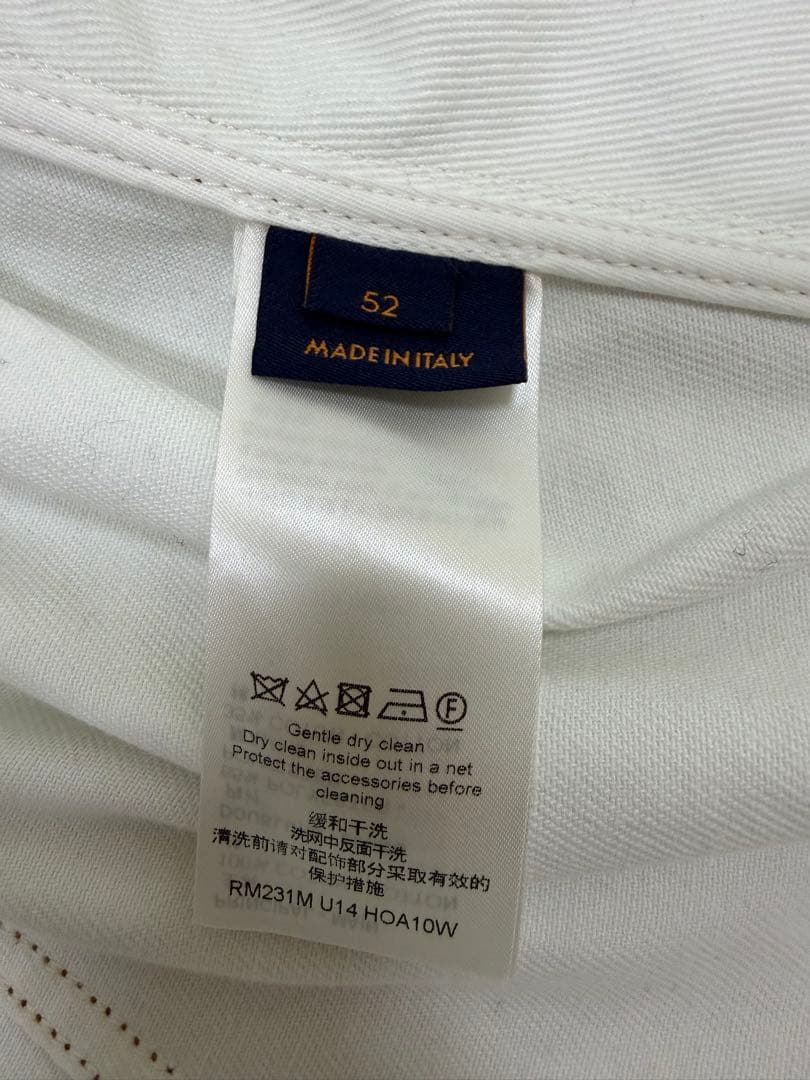 52
MADE IN ITALY
F
Gentle dry clean
Dry clean inside out in a net
Protect the accessories before
cleaning
缓和干洗
洗网中反面干洗
清洗前请对配饰部分采取有效的
保护措施
RM231M U14 HOA10W